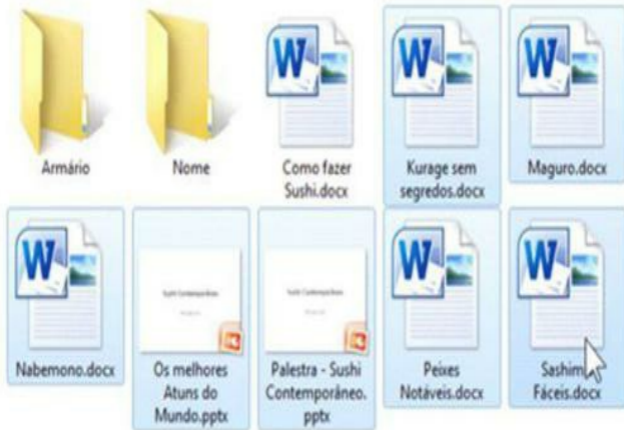 Armário
Nome
Como fazer
Sushi.docx
Kurage sem
segredos.docx
Maguro.docx
Nabemono.docx
Os melhores
Atuns do
Mundo.pptx
Palestra - Sushi
Contemporâneo.
pptx
Peixes
Notáveis.docx
Fáceis.docx